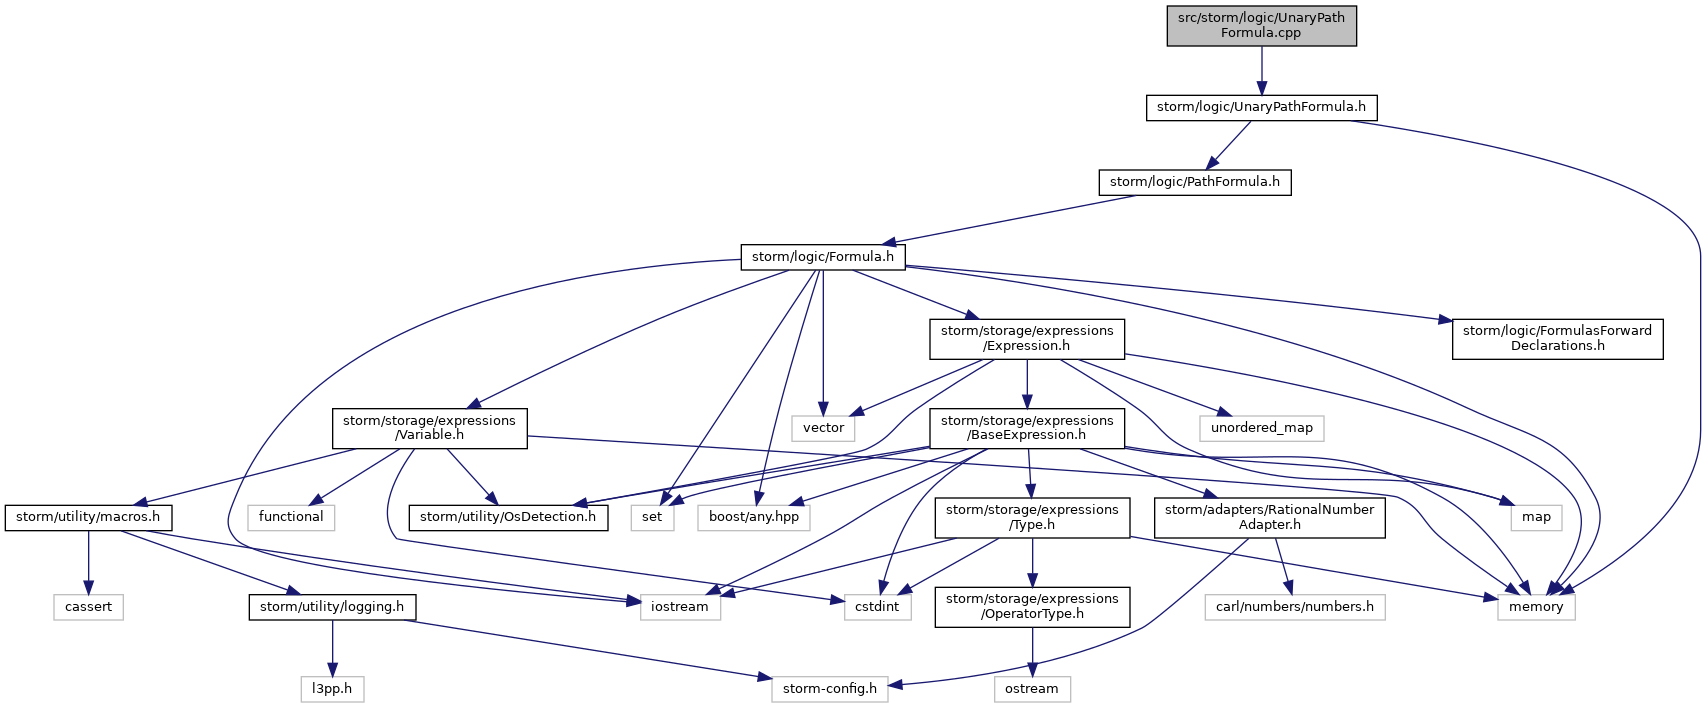 src/storm/logic/UnaryPath
Formula.cpp
storm/logic/UnaryPathFormula.h
storm/logic/PathFormula.h
storm/logic/Formula.h
storm/storage/expressions
/Expression.h
storm/logic/FormulasForward
Declarations.h
storm/storage/expressions
/Variable.h
vector
storm/storage/expressions
/BaseExpression.h
unordered_map
storm/utility/macros.h
functional
storm/utility/OsDetection.h
set
boost/any.hpp
storm/storage/expressions
/Type.h
storm/adapters/RationalNumber
Adapter.h
map
cassert
storm/utility/logging.h
iostream
cstdint
storm/storage/expressions
/OperatorType.h
carl/numbers/numbers.h
memory
l3pp.h
storm-config.h
ostream